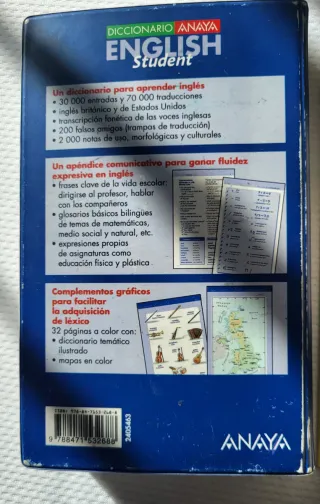 DICCIONARIO ANAYA
ENGLISH
Student
Un diccionario para aprender inglés
• 30 000 entradas y 70 000 traducciones
• inglés británico y de Estados Unidos
• transcripción fonética de las voces inglesas
• 200 falsos amigos (trampas de traducción)
• 2 000 notas de uso, morfológicas y culturales
Un apéndice comunicativo para ganar fluidez
expresiva en inglés
• frases clave de la vida escolar:
dirigirse al profesor, hablar
con los compañeros
• glosarios básicos bilingües
de temas de matemáticas,
medio social y natural, etc.
• expresiones propias
de asignaturas como
educación física y plástica
Complementos gráficos
para facilitar
la adquisición
de léxico
32 páginas a color con:
• diccionario temático
ilustrado
• mapas en color
9 788471 532688
2405463
ANAYA